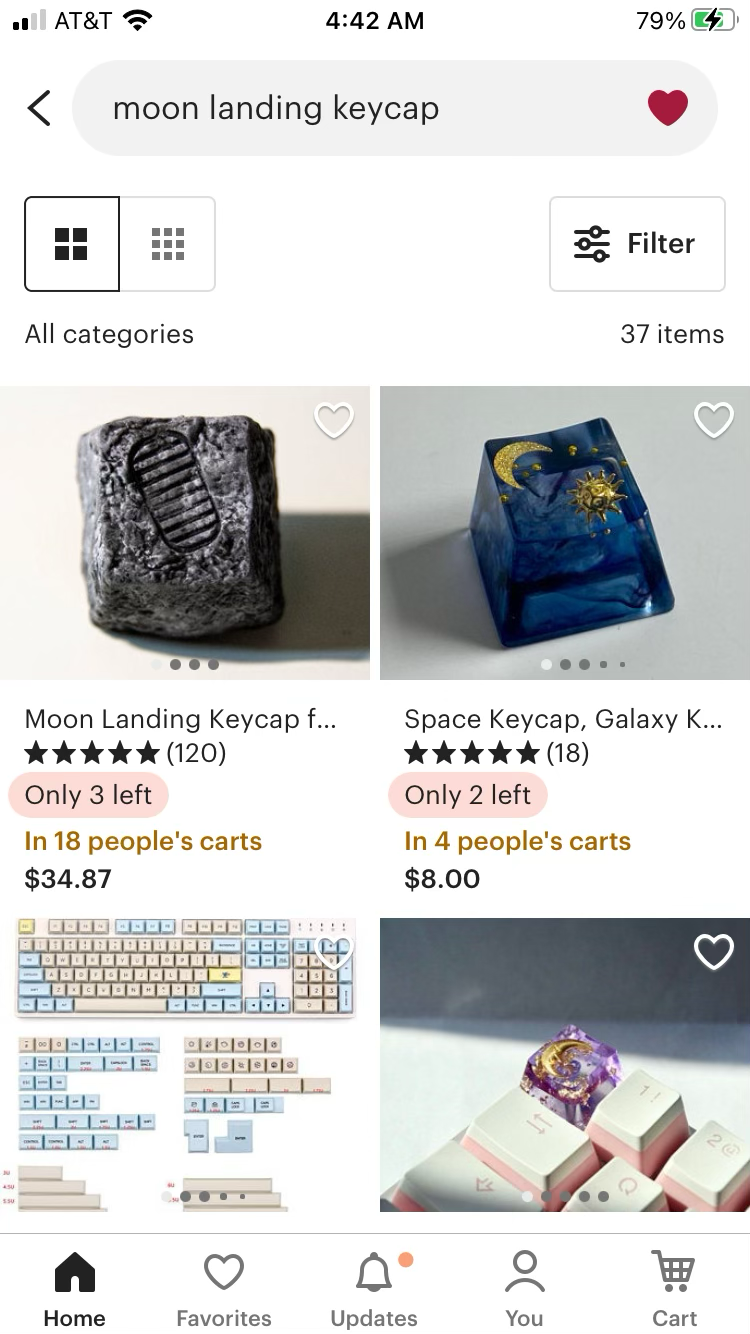 AT&T
4:42 AM
79%
moon landing keycap
Filter
All categories
37 items
Moon Landing Keycap f...
(120)
Only 3 left
In 18 people's carts
$34.87
Space Keycap, Galaxy K...
(18)
Only 2 left
In 4 people's carts
$8.00
1 !
2 @
Home
Favorites
Updates
You
Cart